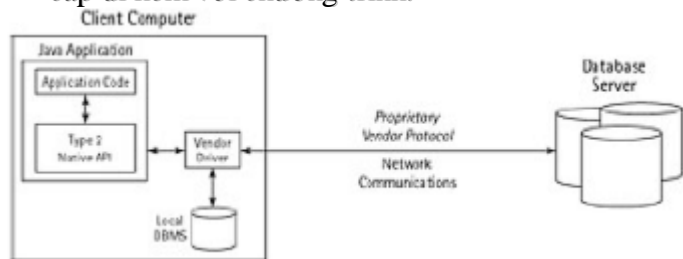 Client Computer
Java Application
Application Code
Type 2
Native API
Vendor
Driver
Local
DBMS
Proprietary
Vendor Protocol
Network
Communications
Database
Server